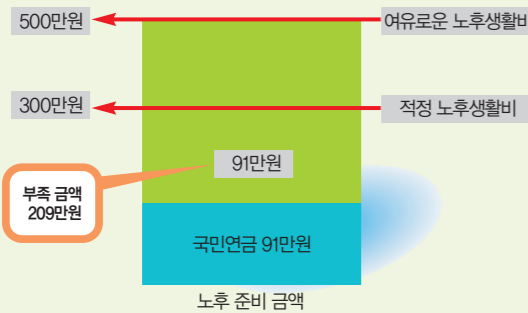 500만원
여유로운 노후생활비
300만원
적정 노후생활비
91만원
부족 금액
209만원
국민연금 91만원
노후 준비 금액